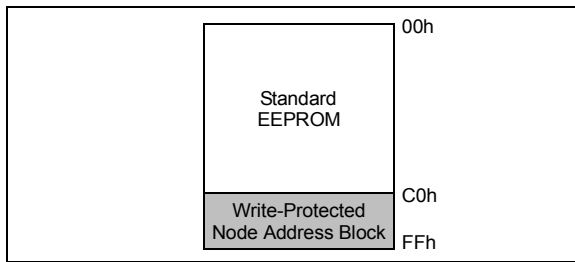 00h
Standard
EEPROM
C0h
Write-Protected
Node Address Block
FFh